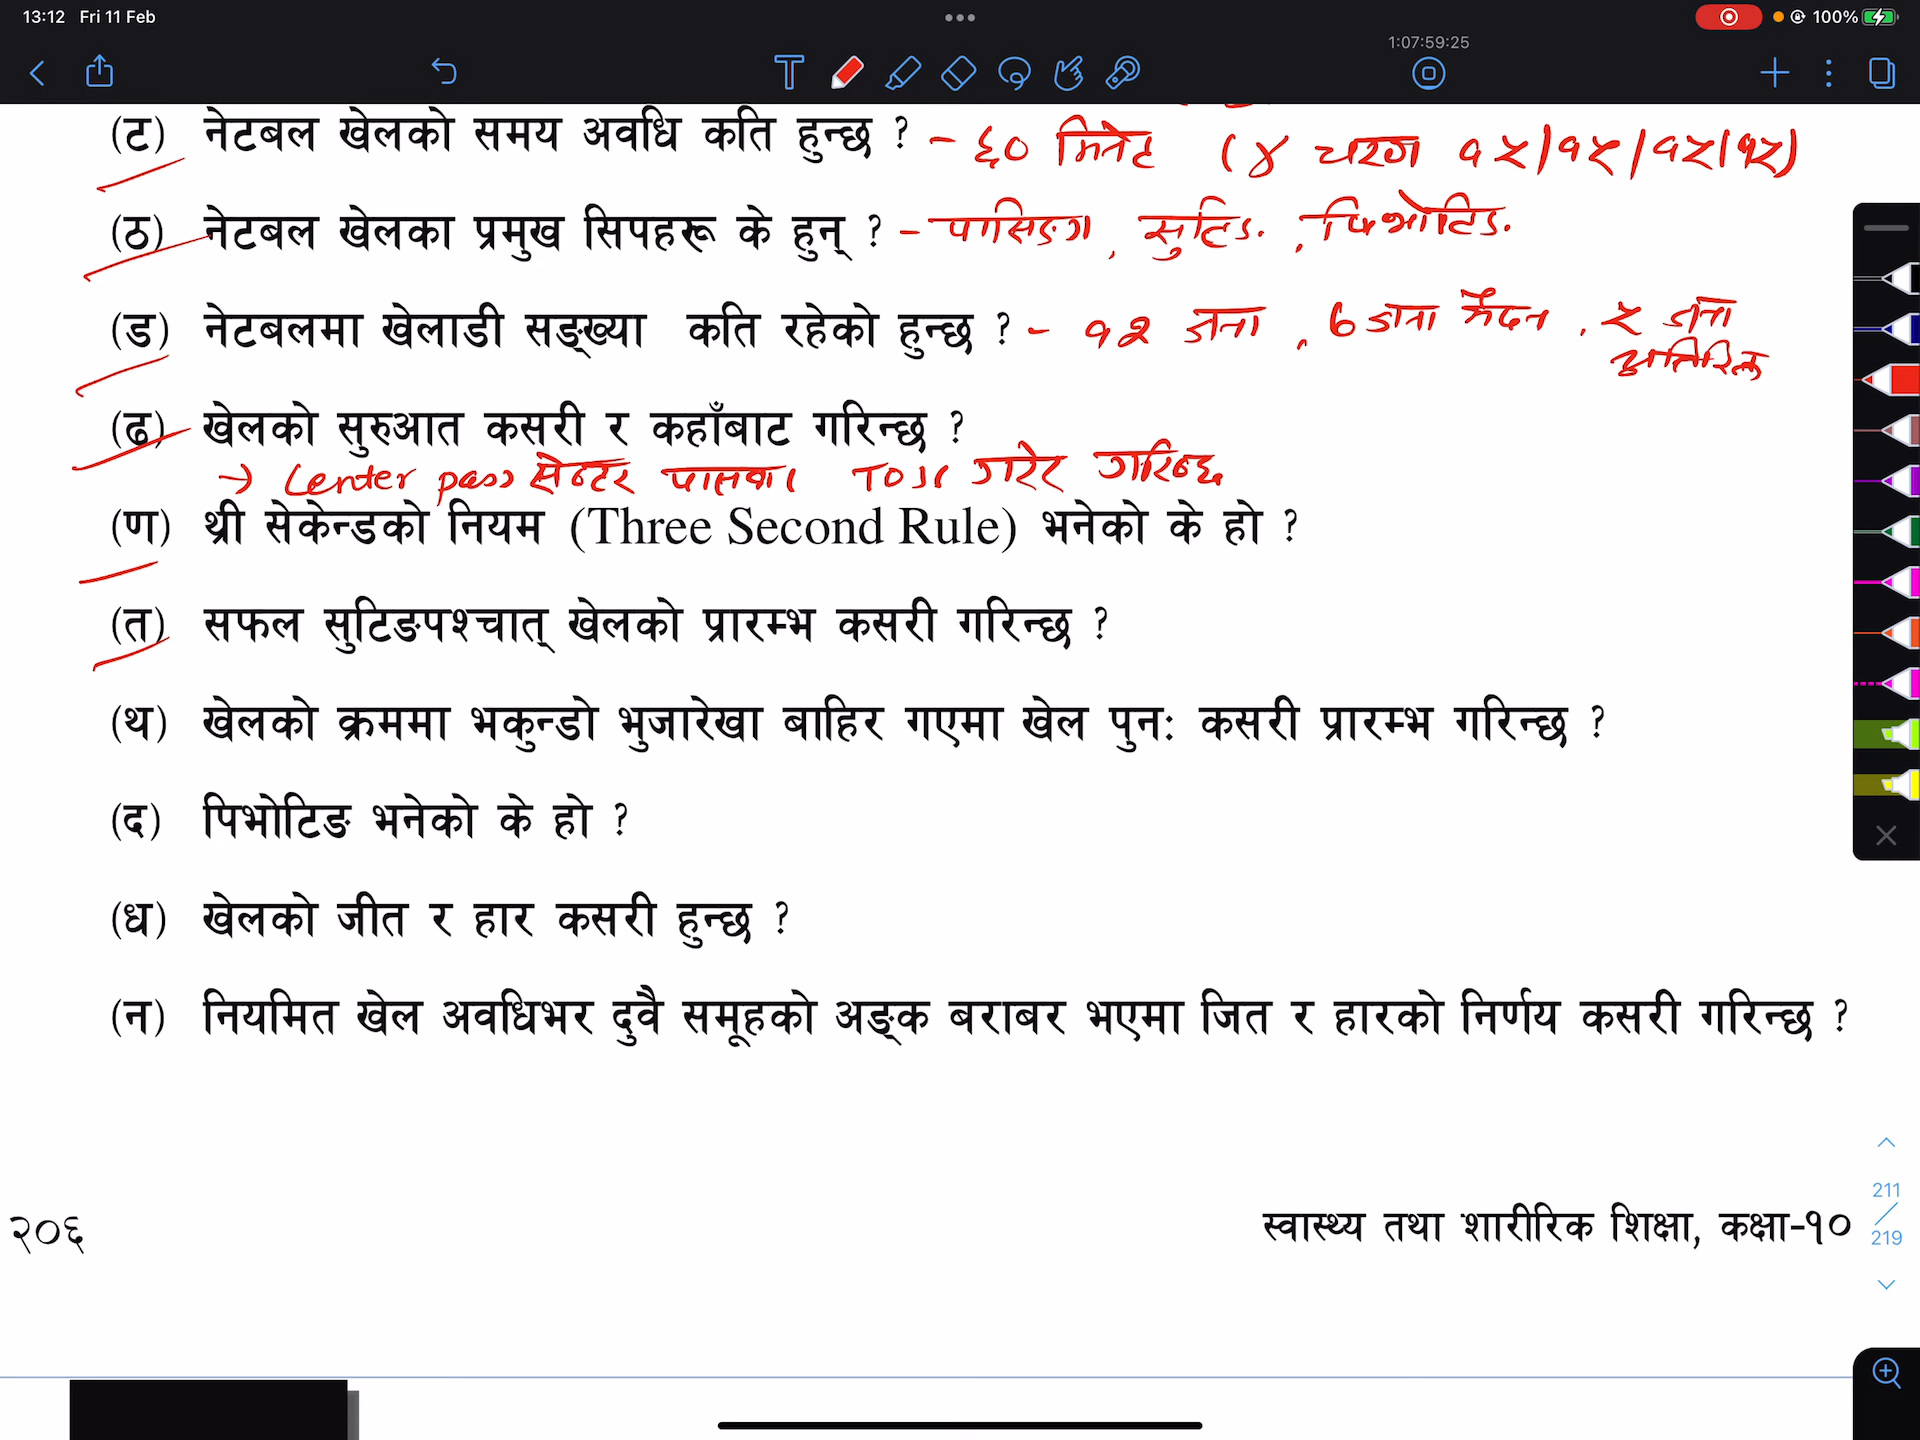 13:12 Fri 11 Feb
100%
1:07:59:25
(ट) नेटबल खेलको समय अवधि कति हुन्छ ? - ६० मिनेट (४ चरण १५/१५/१५/१५)
(ठ) नेटबल खेलका प्रमुख सिपहरू के हुन् ? - पासिङग, सुटिङ, पिभोटिङ
(ड) नेटबलमा खेलाडी सङ्ख्या कति रहेको हुन्छ ? - १२ जना, ७ जना मैदान, ५ जना
अतिरिक्त
(ढ) खेलको सुरुआत कसरी र कहाँबाट गरिन्छ ?
→ Center pass सेन्टर पासबाट Toss गरेर गरिन्छ
(ण) थ्री सेकेन्डको नियम (Three Second Rule) भनेको के हो ?
(त) सफल सुटिङपश्चात् खेलको प्रारम्भ कसरी गरिन्छ ?
(थ) खेलको क्रममा भकुन्डो भुजारेखा बाहिर गएमा खेल पुनः कसरी प्रारम्भ गरिन्छ ?
(द) पिभोटिङ भनेको के हो ?
(ध) खेलको जीत र हार कसरी हुन्छ ?
(न) नियमित खेल अवधिभर दुवै समूहको अङ्क बराबर भएमा जित र हारको निर्णय कसरी गरिन्छ ?
211
219
२०६ स्वास्थ्य तथा शारीरिक शिक्षा, कक्षा-१०